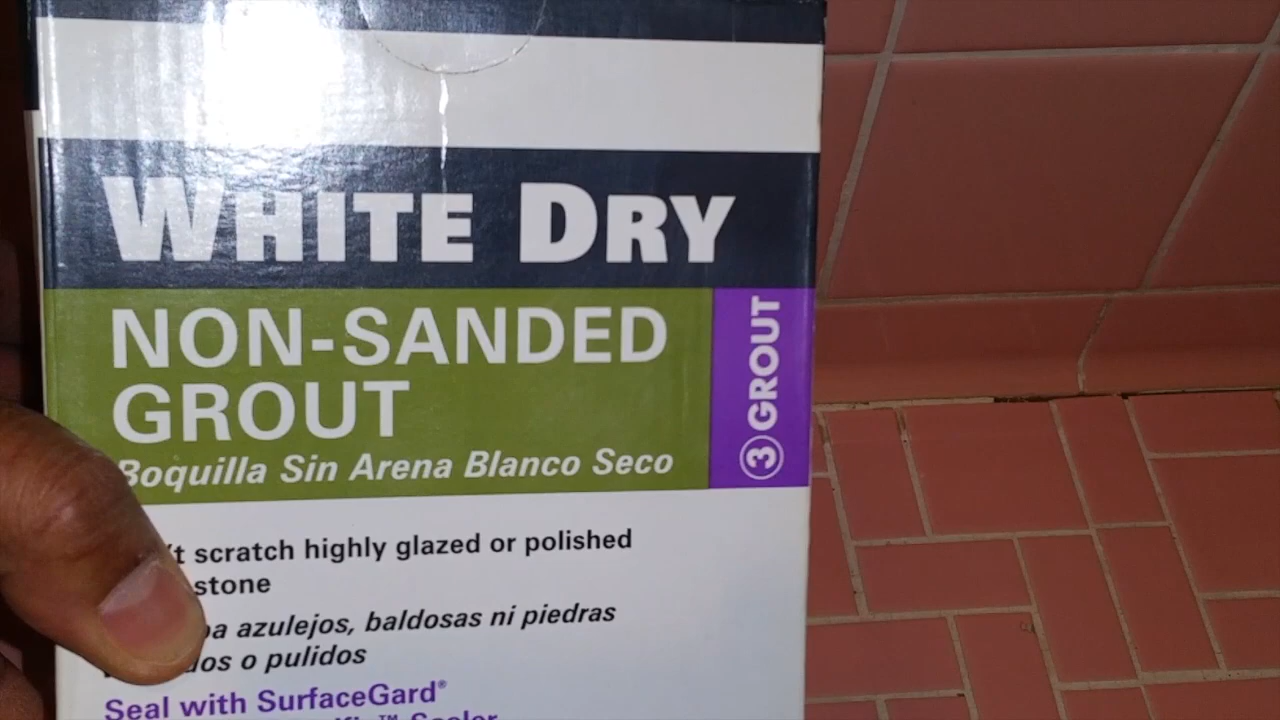 WHITE DRY
NON-SANDED
GROUT
Boquilla Sin Arena Blanco Seco
3 GROUT
scratch highly glazed or polished
stone
azulejos, baldosas ni piedras
o pulidos
Seal with SurfaceGard®
Sealer